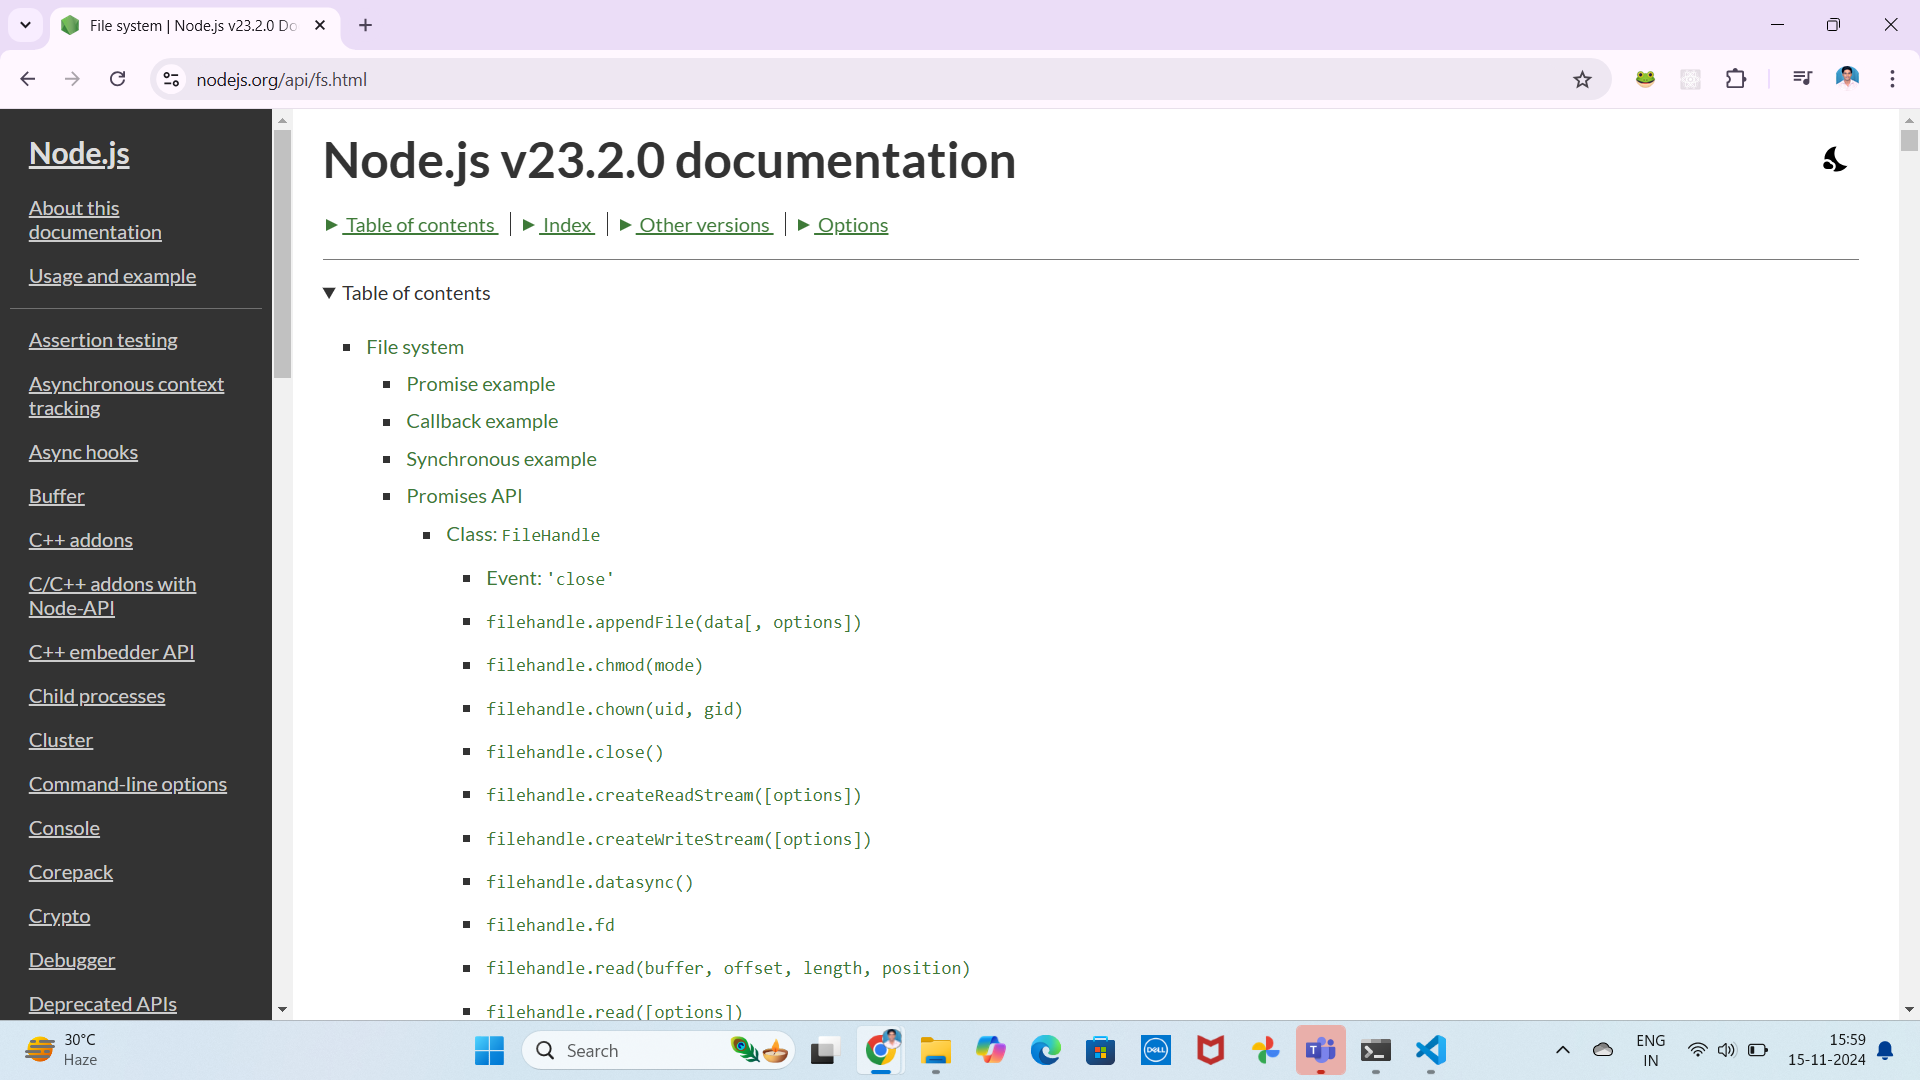 File system | Node.js v23.2.0 Do
nodejs.org/api/fs.html
Node.js
About this
documentation
Usage and example
Assertion testing
Asynchronous context
tracking
Async hooks
Buffer
C++ addons
C/C++ addons with
Node-API
C++ embedder API
Child processes
Cluster
Command-line options
Console
Corepack
Crypto
Debugger
Deprecated APIs
Node.js v23.2.0 documentation
► Table of contents | ► Index | ► Other versions | ► Options
▼ Table of contents
File system
Promise example
Callback example
Synchronous example
Promises API
Class: FileHandle
Event: 'close'
filehandle.appendFile(data[, options])
filehandle.chmod(mode)
filehandle.chown(uid, gid)
filehandle.close()
filehandle.createReadStream([options])
filehandle.createWriteStream([options])
filehandle.datasync()
filehandle.fd
filehandle.read(buffer, offset, length, position)
filehandle.read([options])
30°C
Haze
Search
DELL
ENG
IN
15:59
15-11-2024